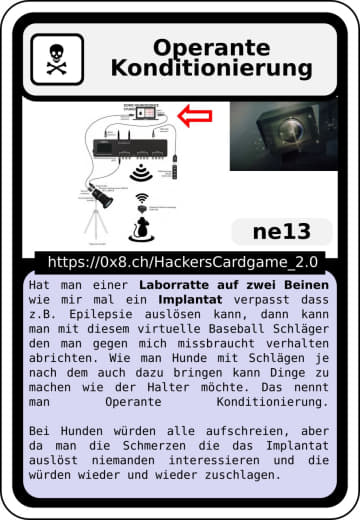 Operante
Konditionierung
ne13
https://0x8.ch/HackersCardgame_2.0
Hat man einer Laborratte auf zwei Beinen
wie mir mal ein Implantat verpasst dass
z.B. Epilepsie auslösen kann, dann kann
man mit diesem virtuelle Baseball Schläger
den man gegen mich missbraucht verhalten
abrichten. Wie man Hunde mit Schlägen je
nach dem auch dazu bringen kann Dinge zu
machen wie der Halter möchte. Das nennt
man Operante Konditionierung.
Bei Hunden würden alle aufschreien, aber
da man die Schmerzen die das Implantat
auslöst niemanden interessieren und die
würden wieder und wieder zuschlagen.